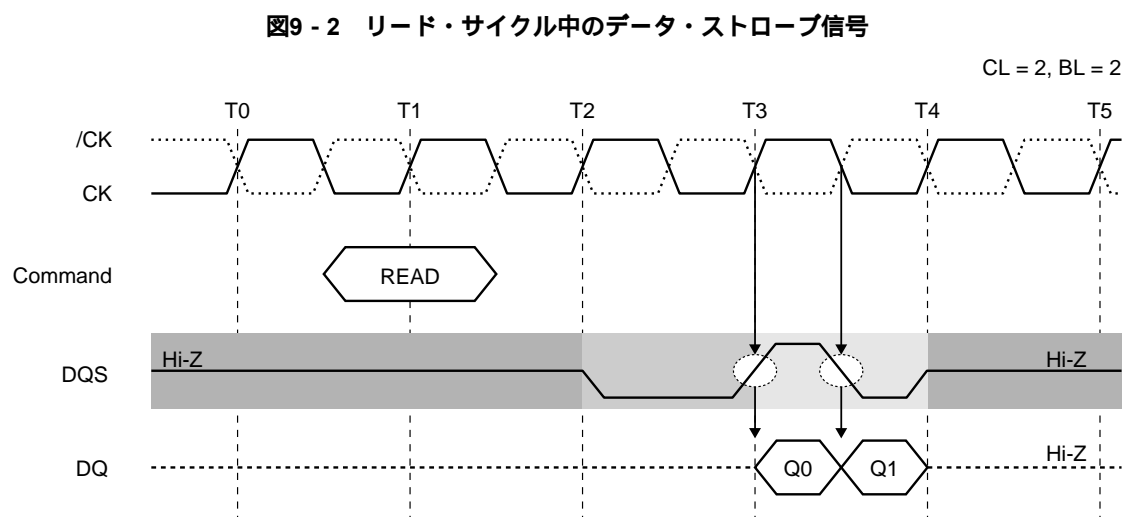 図9 - 2　リード・サイクル中のデータ・ストローブ信号
CL = 2, BL = 2
T0 T1 T2 T3 T4 T5
/CK
CK
Command READ
DQS Hi-Z Hi-Z
DQ Q0 Q1 Hi-Z